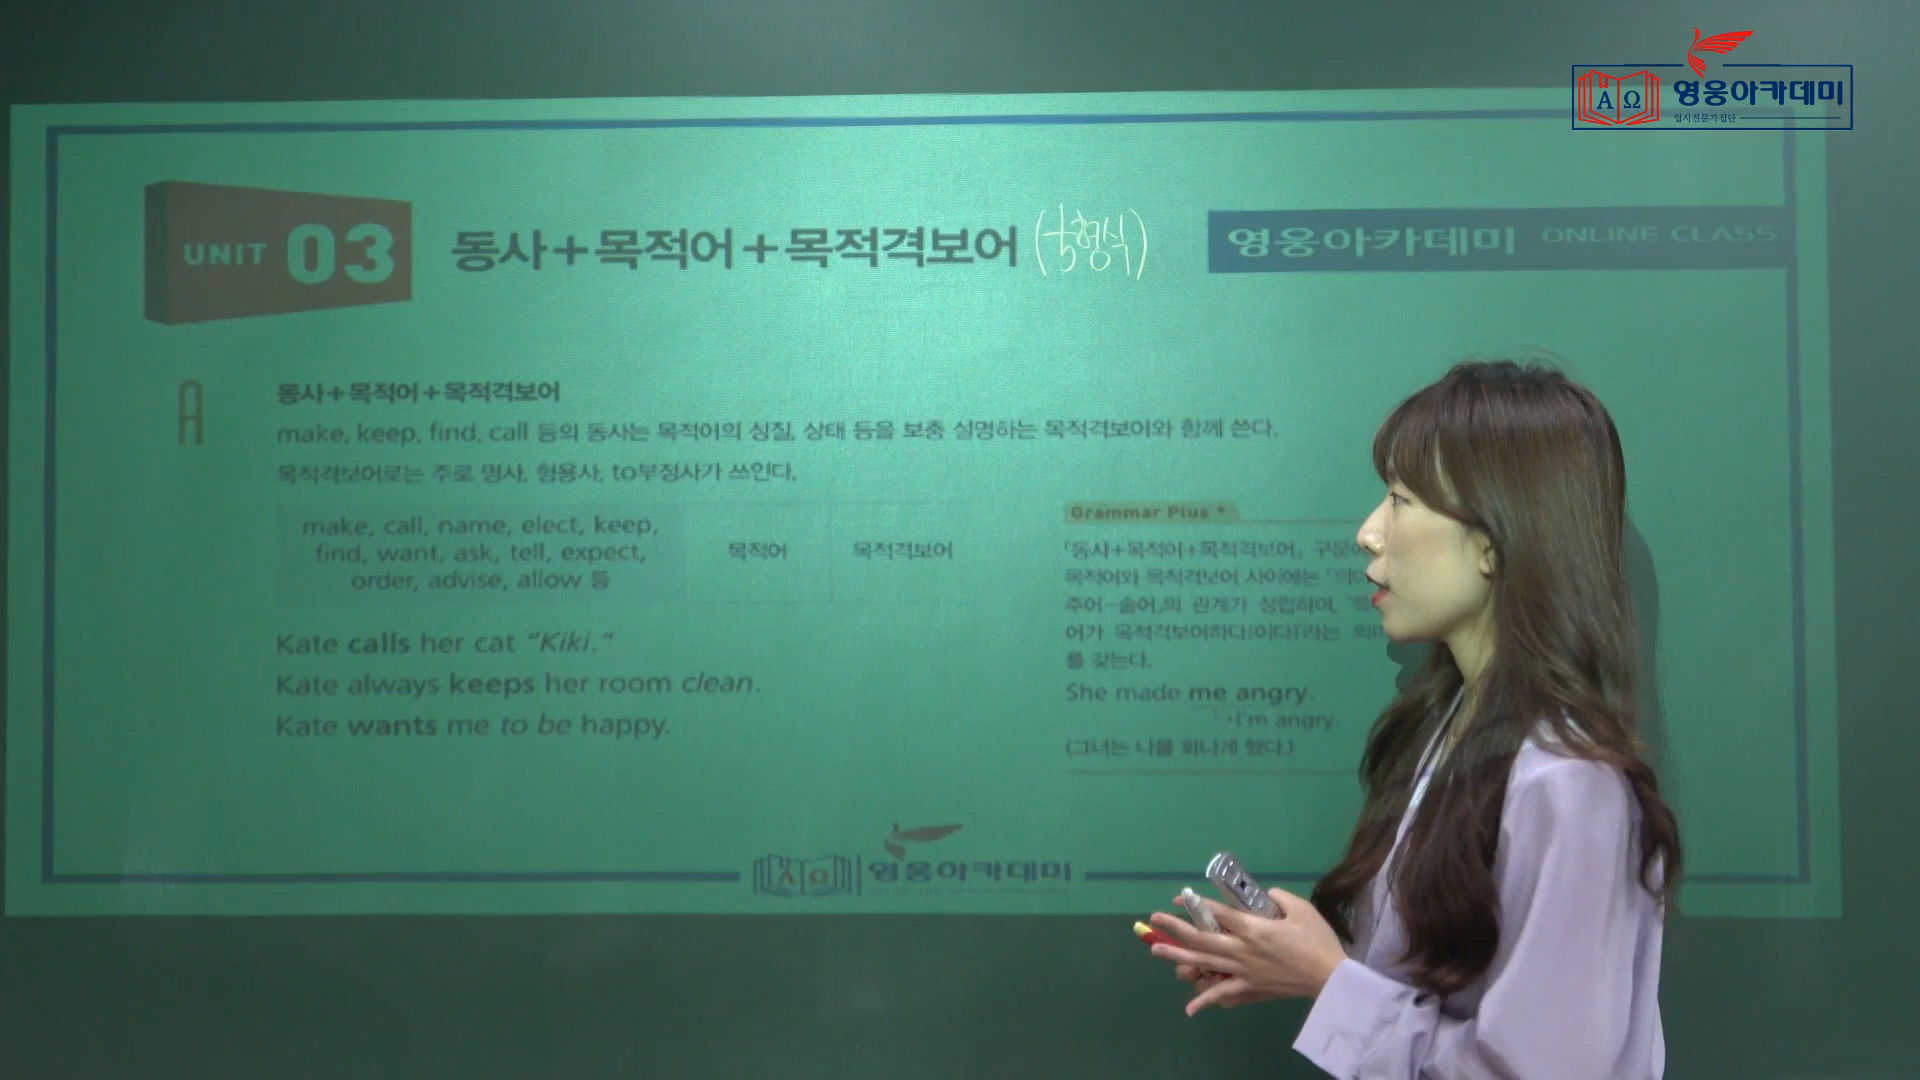 영웅아카데미
입시전문가집단
UNIT 03
동사+목적어+목적격보어 (5형식)
영웅아카데미 ONLINE CLASS
A
동사+목적어+목적격보어
make, keep, find, call 등의 동사는 목적어의 성질, 상태 등을 보충 설명하는 목적격보어와 함께 쓴다.
목적격보어로는 주로 명사, 형용사, to부정사가 쓰인다.
make, call, name, elect, keep,
find, want, ask, tell, expect,
order, advise, allow 등
목적어
목적격보어
Kate calls her cat “Kiki.“
Kate always keeps her room clean.
Kate wants me to be happy.
Grammar Plus +
「동사+목적어+목적격보어」 구문
목적어와 목적격보어 사이에는
주어-술어」의 관계가 성립하며,
어가 목적격보어하다[이다]’라는
를 갖는다.
She made me angry.
I'm angry
(그녀는 나를 화나게 했다.)
AΩ 영웅아카데미